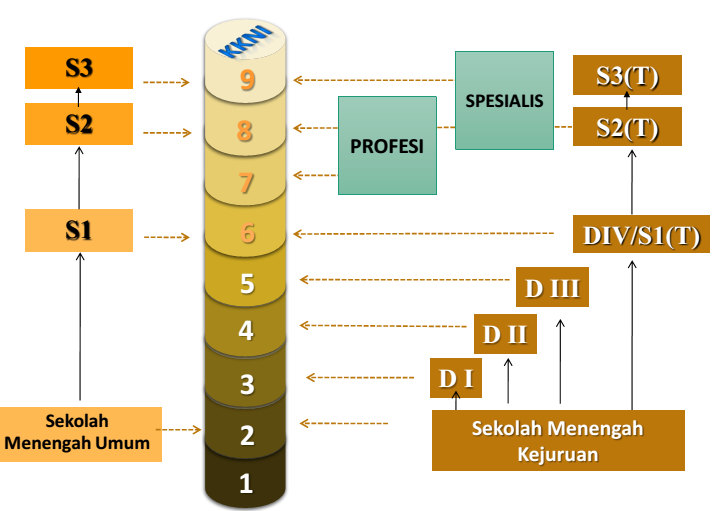 KKNI
S3
9
SPESIALIS
S3(T)
S2
8
PROFESI
S2(T)
7
S1
6
DIV/S1(T)
5
D III
4
D II
3
D I
Sekolah
Menengah Umum
2
Sekolah Menengah
Kejuruan
1